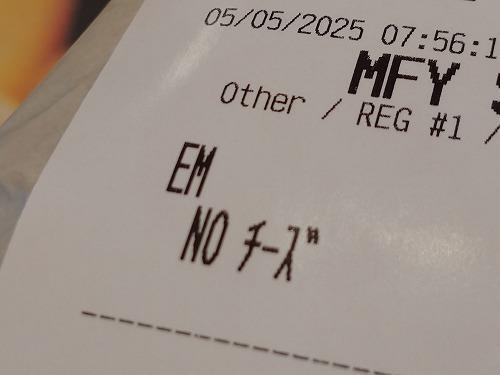 05/05/2025 07:56:1
MFY
Other / REG #1 /
EM
NO ﾁｰｽﾞ